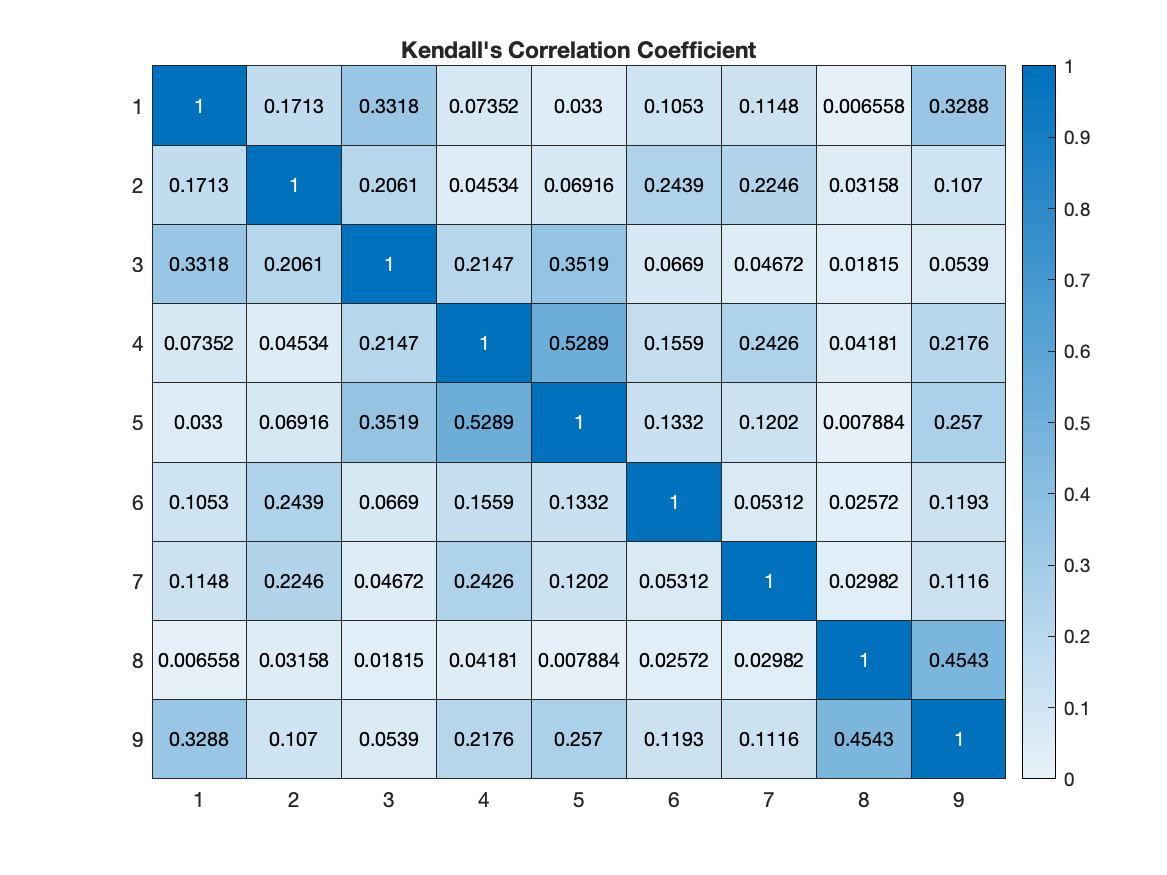 Kendall's Correlation Coefficient
1 1 0.1713 0.3318 0.07352 0.033 0.1053 0.1148 0.006558 0.3288
2 0.1713 1 0.2061 0.04534 0.06916 0.2439 0.2246 0.03158 0.107
3 0.3318 0.2061 1 0.2147 0.3519 0.0669 0.04672 0.01815 0.0539
4 0.07352 0.04534 0.2147 1 0.5289 0.1559 0.2426 0.04181 0.2176
5 0.033 0.06916 0.3519 0.5289 1 0.1332 0.1202 0.007884 0.257
6 0.1053 0.2439 0.0669 0.1559 0.1332 1 0.05312 0.02572 0.1193
7 0.1148 0.2246 0.04672 0.2426 0.1202 0.05312 1 0.02982 0.1116
8 0.006558 0.03158 0.01815 0.04181 0.007884 0.02572 0.02982 1 0.4543
9 0.3288 0.107 0.0539 0.2176 0.257 0.1193 0.1116 0.4543 1
1 2 3 4 5 6 7 8 9
1
0.9
0.8
0.7
0.6
0.5
0.4
0.3
0.2
0.1
0